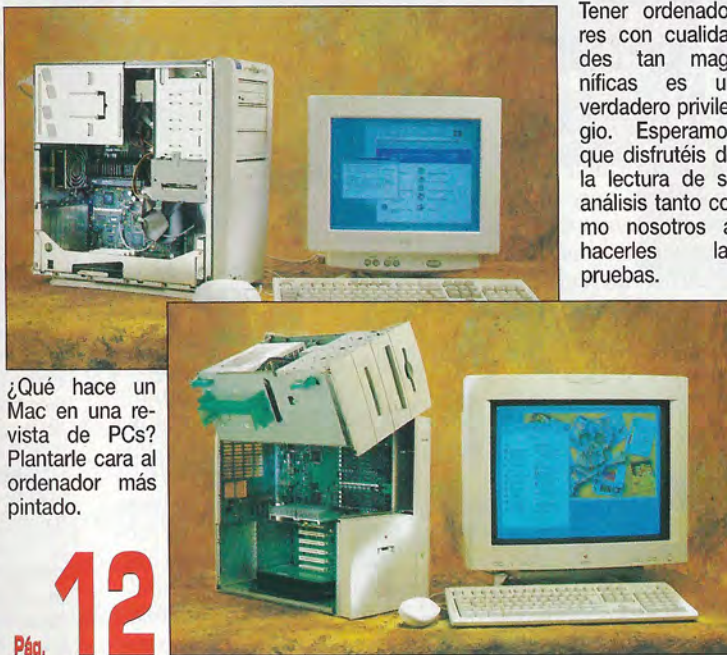 Tener ordenado
res con cualida
des tan mag
níficas es u
verdadero privile
gio. Esperamo
que disfrutéis d
la lectura de s
análisis tanto co
mo nosotros a
hacerles la
pruebas.
¿Qué hace un
Mac en una re-
vista de PCs?
Plantarle cara al
ordenador más
pintado.
Pág. 12